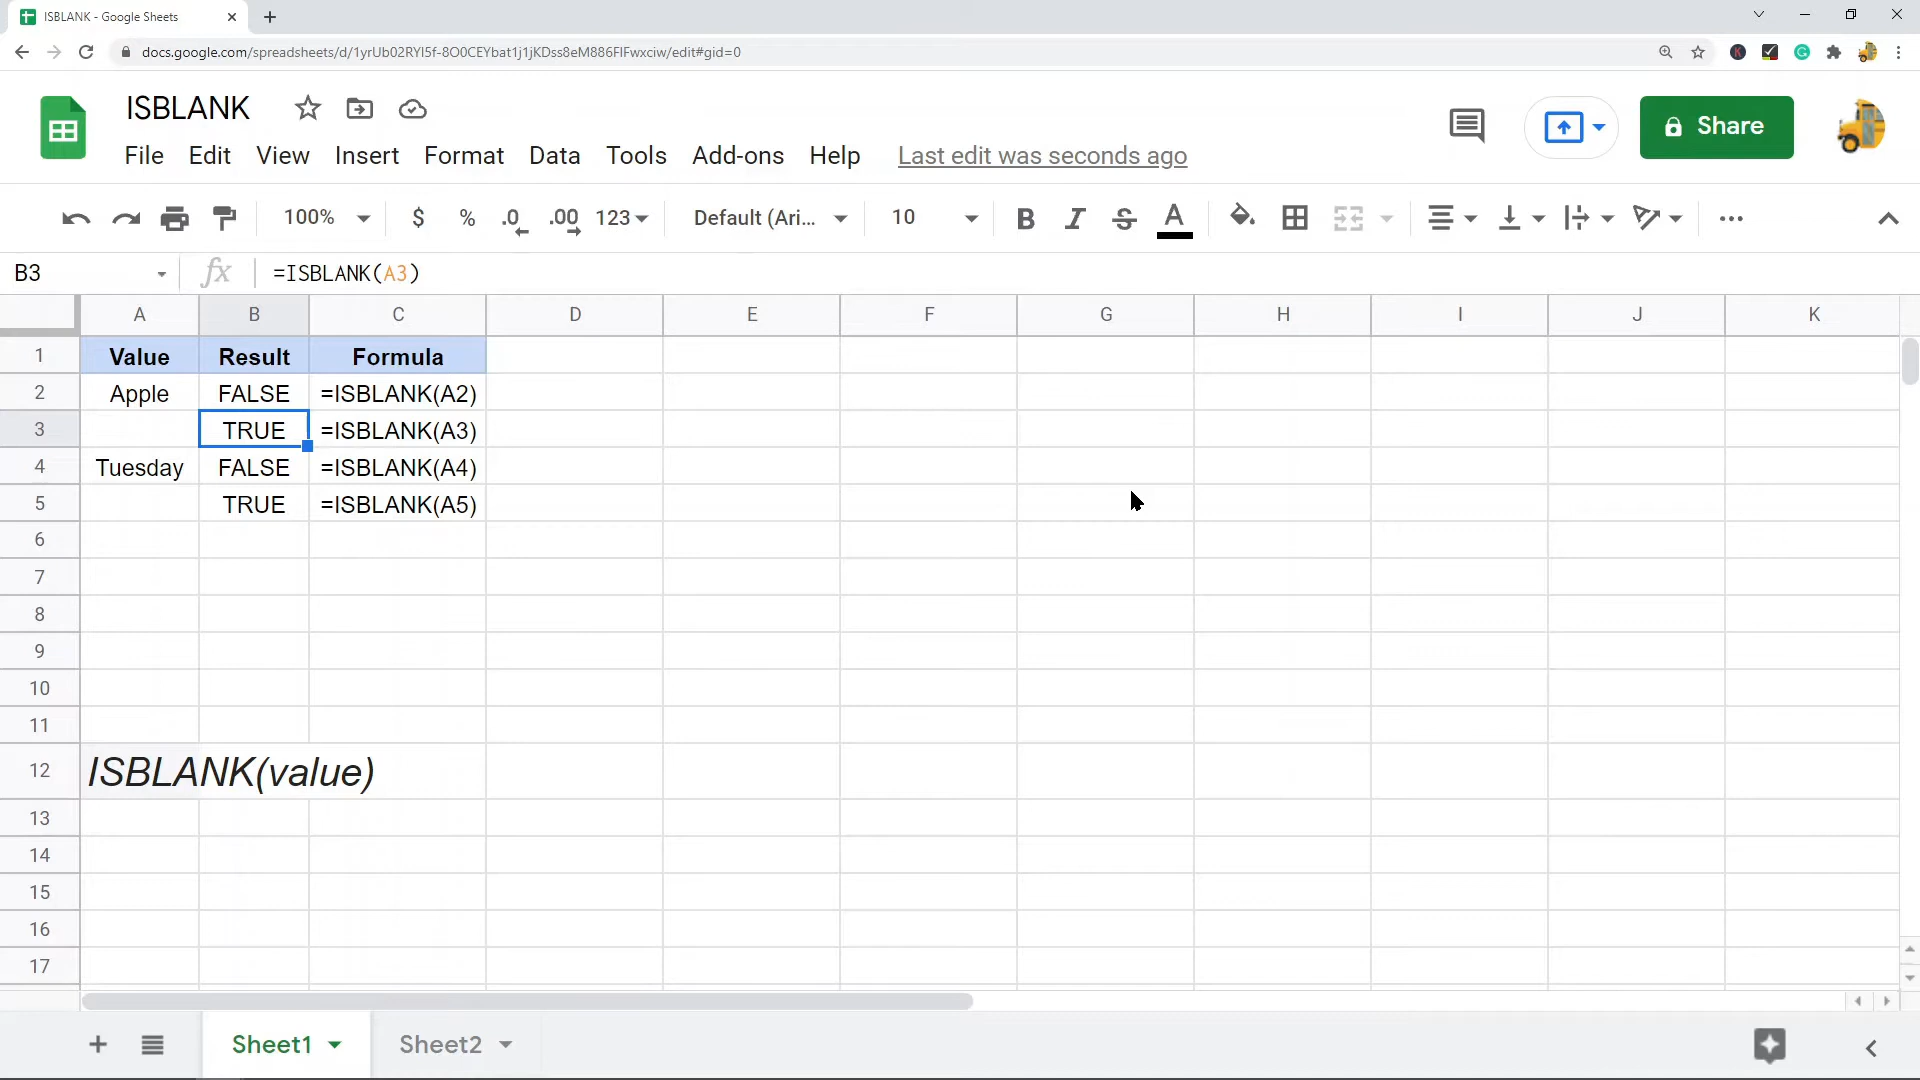 ISBLANK - Google Sheets
docs.google.com/spreadsheets/d/1yrUb02RYI5f-8O0CEYbat1j1jKDss8eM886FIFwxciw/edit#gid=0
ISBLANK
Share
File Edit View Insert Format Data Tools Add-ons Help Last edit was seconds ago
100% $ % .0 .00 123 Default (Ari... 10 B I S A
B3 fx =ISBLANK(A3)
A B C D E F G H I J K
1 Value Result Formula
2 Apple FALSE =ISBLANK(A2)
3 TRUE =ISBLANK(A3)
4 Tuesday FALSE =ISBLANK(A4)
5 TRUE =ISBLANK(A5)
6
7
8
9
10
11
12 ISBLANK(value)
13
14
15
16
17
Sheet1 Sheet2